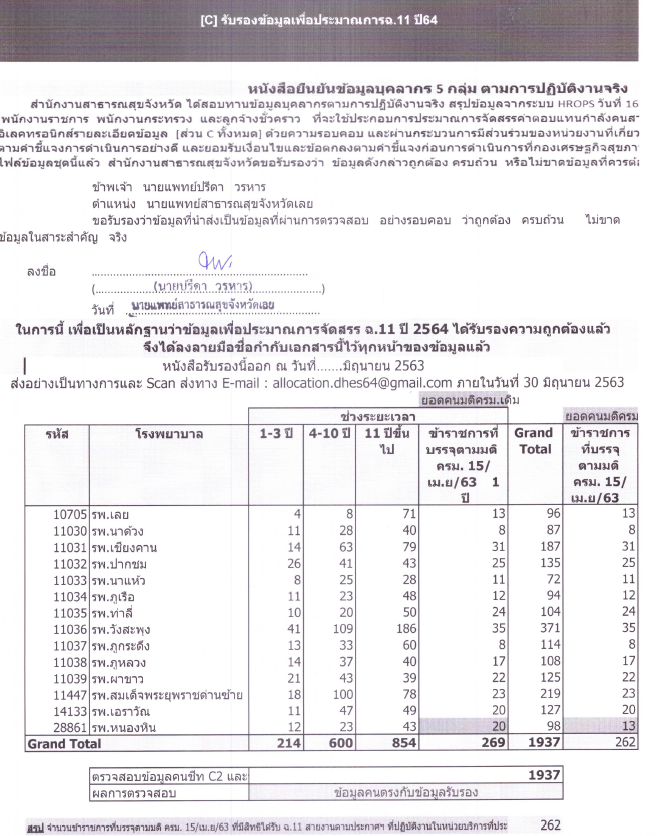 [C] รับรองข้อมูลเพื่อประมาณการฉ.11 ปี64
หนังสือยืนยันข้อมูลบุคลากร 5 กลุ่ม ตามการปฏิบัติงานจริง
สำนักงานสาธารณสุขจังหวัด ได้สอบทานข้อมูลบุคลากรตามการปฏิบัติงานจริง สรุปข้อมูลจากระบบ HROPS วันที่ 16
พนักงานราชการ พนักงานกระทรวง และลูกจ้างชั่วคราว ที่จะใช้ประกอบการประมาณการจัดสรรค่าตอบแทนกำลังคนส
อิเลคทรอนิกส์รายละเอียดข้อมูล [ส่วน C ทั้งหมด] ด้วยความรอบคอบ และผ่านกระบวนการมีส่วนร่วมของหน่วยงานที่เกี่ยว
ตามคำชี้แจงการดำเนินการอย่างดี และยอมรับเงื่อนไขและข้อตกลงตามคำชี้แจงก่อนการดำเนินการที่กองเศรษฐกิจสุขภา
ไฟล์ข้อมูลชุดนี้แล้ว สำนักงานสาธารณสุขจังหวัดขอรับรองว่า ข้อมูลดังกล่าวถูกต้อง ครบถ้วน หรือไม่ขาดข้อมูลที่ควรต้อ
ข้าพเจ้า นายแพทย์ปรีดา วรหาร
ตำแหน่ง นายแพทย์สาธารณสุขจังหวัดเลย
ขอรับรองว่าข้อมูลที่นำส่งเป็นข้อมูลที่ผ่านการตรวจสอบ อย่างรอบคอบ ว่าถูกต้อง ครบถ้วน ไม่ขาด
ข้อมูลในสาระสำคัญ จริง
ลงชื่อ ..........................................................
(...............(นายปรีดา วรหาร)...................)
วันที่ นายแพทย์สาธารณสุขจังหวัดเลย
ในการนี้ เพื่อเป็นหลักฐานว่าข้อมูลเพื่อประมาณการจัดสรร ฉ.11 ปี 2564 ได้รับรองความถูกต้องแล้ว
จึงได้ลงลายมือชื่อกำกับเอกสารนี้ไว้ทุกหน้าของข้อมูลแล้ว
หนังสือรับรองนี้ออก ณ วันที่.......มิถุนายน 2563
ส่งอย่างเป็นทางการและ Scan ส่งทาง E-mail : allocation.dhes64@gmail.com ภายในวันที่ 30 มิถุนายน 2563
ยอดคนมติครม.เดิม
ช่วงระยะเวลา ยอดคนมติครม
รหัส โรงพยาบาล 1-3 ปี 4-10 ปี 11 ปีขึ้นไป ข้าราชการที่บรรจุตามมติ ครม. 15/เม.ย/63 1 ปี Grand Total ข้าราชการที่บรรจุตามมติ ครม. 15/เม.ย/63
10705 รพ.เลย 4 8 71 13 96 13
11030 รพ.นาด้วง 11 28 40 8 87 8
11031 รพ.เชียงคาน 14 63 79 31 187 31
11032 รพ.ปากชม 26 41 43 25 135 25
11033 รพ.นาแห้ว 8 25 28 11 72 11
11034 รพ.ภูเรือ 11 23 48 12 94 12
11035 รพ.ท่าลี่ 10 20 50 24 104 24
11036 รพ.วังสะพุง 41 109 186 35 371 35
11037 รพ.ภูกระดึง 13 33 60 8 114 8
11038 รพ.ภูหลวง 14 37 40 17 108 17
11039 รพ.ผาขาว 21 43 39 22 125 22
11447 รพ.สมเด็จพระยุพราชด่านซ้าย 18 100 78 23 219 23
14133 รพ.เอราวัณ 11 47 49 20 127 20
28861 รพ.หนองหิน 12 23 43 20 98 13
Grand Total 214 600 854 269 1937 262
ตรวจสอบข้อมูลคนชีท C2 และ 1937
ผลการตรวจสอบ ข้อมูลคนตรงกับข้อมูลรับรอง
สรุป จำนวนข้าราชการที่บรรจุตามมติ ครม. 15/เม.ย/63 ที่มีสิทธิได้รับ ฉ.11 สายงานตามประกาศฯ ที่ปฏิบัติงานในหน่วยบริการที่ประ 262